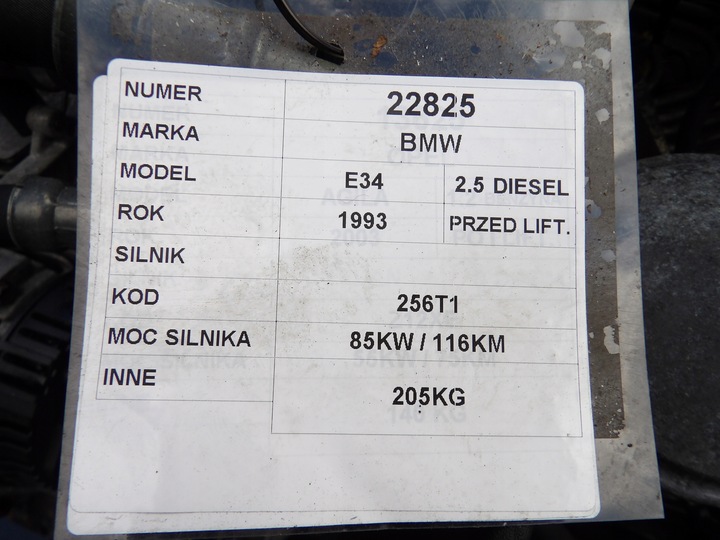 NUMER 22825
MARKA BMW
MODEL E34 2.5 DIESEL
ROK 1993 PRZED LIFT.
SILNIK
KOD 256T1
MOC SILNIKA 85KW / 116KM
INNE 205KG